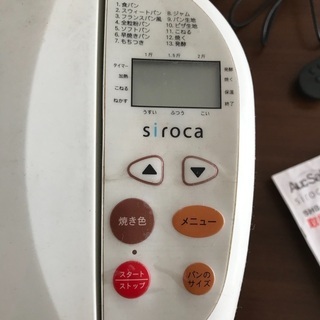 1. 食パン
2. スウィートパン
3. フランスパン風
4. 全粒粉パン
5. ソフトパン
6. 早焼きパン
7. もちつき
8. ジャム
9. パン生地
10. ピザ生地
11. こねる
12. 焼く
13. 発酵
1斤 1.5斤 2斤
タイマー
加熱
こねる
ねかす
発酵
焼く
保温
終了
うすい ふつう こい
siroca
焼き色
メニュー
スタート
ストップ
パンの
サイズ